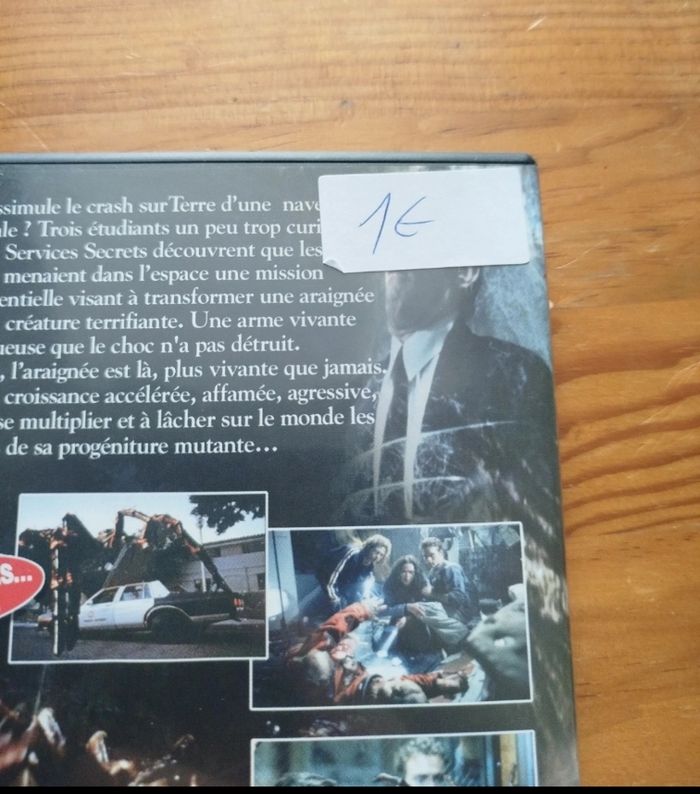 ssimule le crash sur Terre d'une nave
le ? Trois étudiants un peu trop curi
Services Secrets découvrent que les
menaient dans l'espace une mission
entielle visant à transformer une araignée
créature terrifiante. Une arme vivante
ueuse que le choc n'a pas détruit.
, l'araignée est là, plus vivante que jamais.
croissance accélérée, affamée, agressive,
se multiplier et à lâcher sur le monde les
de sa progéniture mutante...
1€
S...